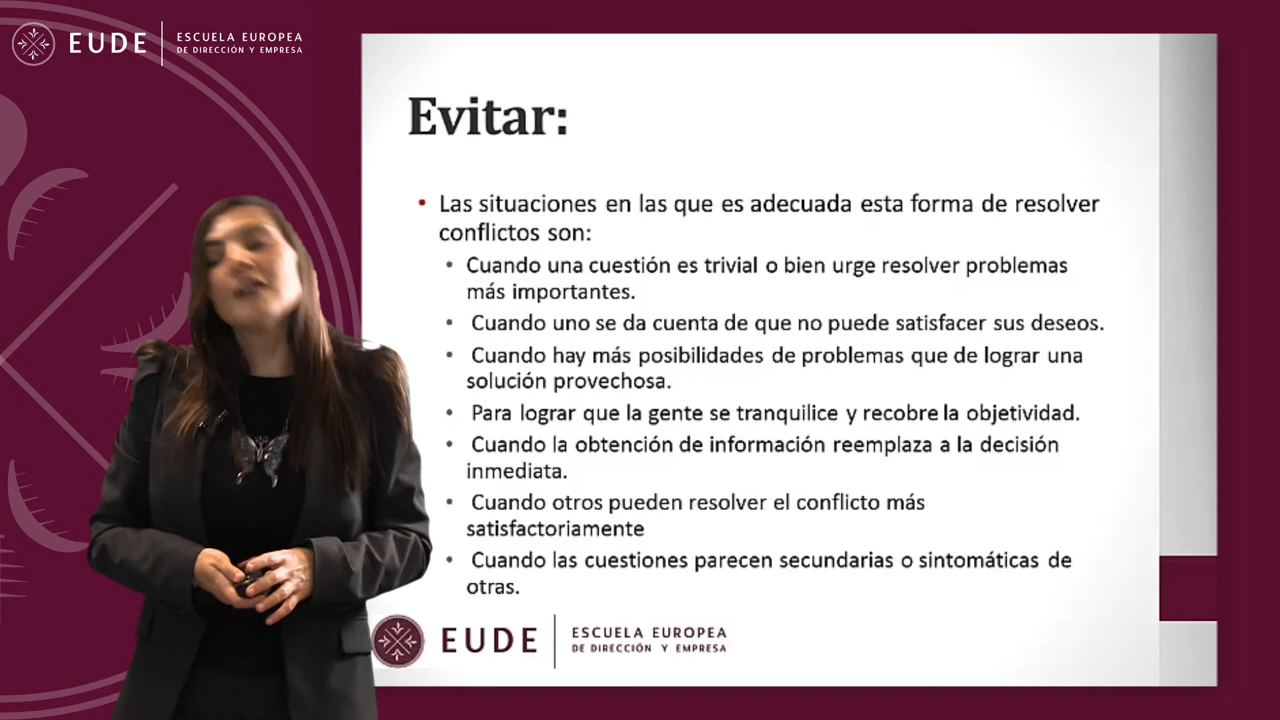 EUDE
ESCUELA EUROPEA
DE DIRECCIÓN Y EMPRESA
Evitar:
• Las situaciones en las que es adecuada esta forma de resolver
conflictos son:
• Cuando una cuestión es trivial o bien urge resolver problemas
más importantes.
• Cuando uno se da cuenta de que no puede satisfacer sus deseos.
• Cuando hay más posibilidades de problemas que de lograr una
solución provechosa.
• Para lograr que la gente se tranquilice y recobre la objetividad.
• Cuando la obtención de información reemplaza a la decisión
inmediata.
• Cuando otros pueden resolver el conflicto más
satisfactoriamente
• Cuando las cuestiones parecen secundarias o sintomáticas de
otras.
EUDE
ESCUELA EUROPEA
DE DIRECCIÓN Y EMPRESA